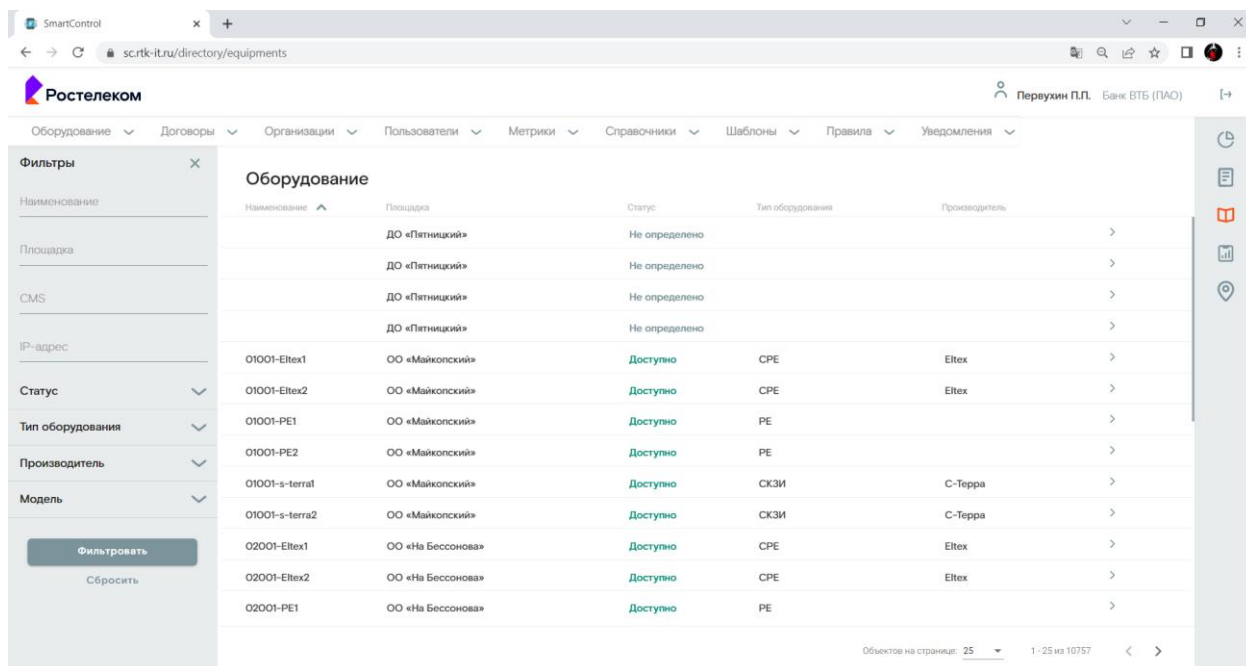 SmartControl
sc.rtk-it.ru/directory/equipments
Ростелеком
Первухин П.П. Банк ВТБ (ПАО)
Оборудование Договоры Организации Пользователи Метрики Справочники Шаблоны Правила Уведомления
Фильтры
Наименование
Площадка
CMS
IP-адрес
Статус
Тип оборудования
Производитель
Модель
Фильтровать
Сбросить
Оборудование
Наименование Площадка Статус Тип оборудования Производитель
ДО «Пятницкий» Не определено
ДО «Пятницкий» Не определено
ДО «Пятницкий» Не определено
ДО «Пятницкий» Не определено
01001-Eltex1 ОО «Майкопский» Доступно CPE Eltex
01001-Eltex2 ОО «Майкопский» Доступно CPE Eltex
01001-PE1 ОО «Майкопский» Доступно PE
01001-PE2 ОО «Майкопский» Доступно PE
01001-s-terra1 ОО «Майкопский» Доступно СКЗИ С-Терра
01001-s-terra2 ОО «Майкопский» Доступно СКЗИ С-Терра
02001-Eltex1 ОО «На Бессонова» Доступно CPE Eltex
02001-Eltex2 ОО «На Бессонова» Доступно CPE Eltex
02001-PE1 ОО «На Бессонова» Доступно PE
Объектов на странице: 25 1 - 25 из 10757